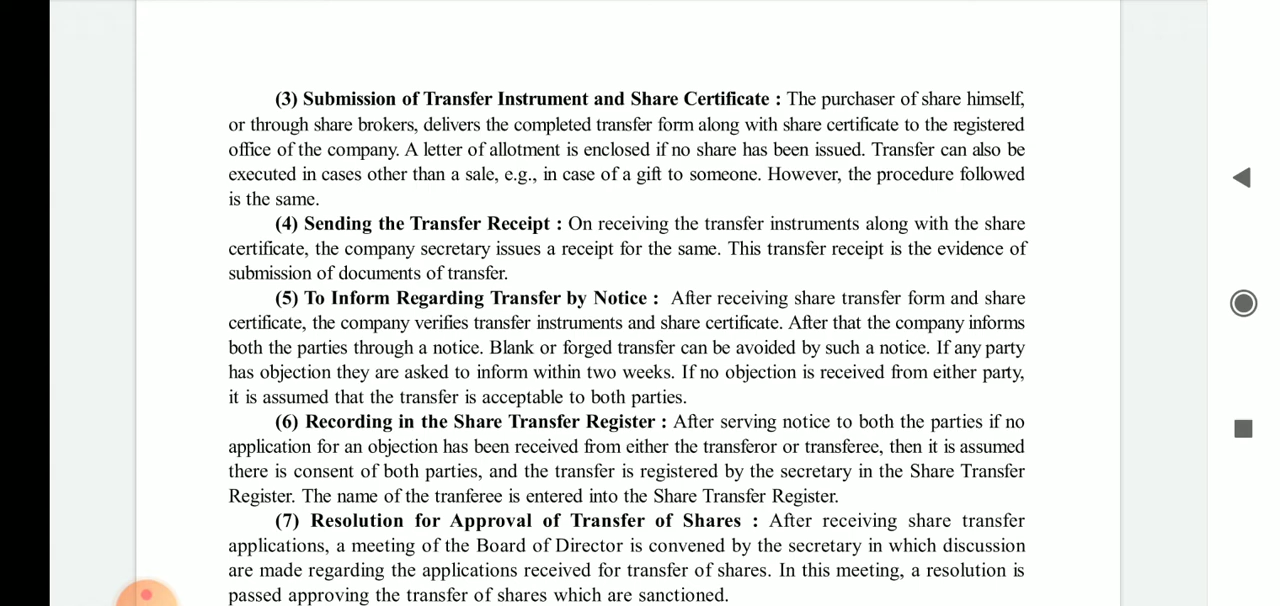 (3) Submission of Transfer Instrument and Share Certificate : The purchaser of share himself,
or through share brokers, delivers the completed transfer form along with share certificate to the registered
office of the company. A letter of allotment is enclosed if no share has been issued. Transfer can also be
executed in cases other than a sale, e.g., in case of a gift to someone. However, the procedure followed
is the same.
(4) Sending the Transfer Receipt : On receiving the transfer instruments along with the share
certificate, the company secretary issues a receipt for the same. This transfer receipt is the evidence of
submission of documents of transfer.
(5) To Inform Regarding Transfer by Notice : After receiving share transfer form and share
certificate, the company verifies transfer instruments and share certificate. After that the company informs
both the parties through a notice. Blank or forged transfer can be avoided by such a notice. If any party
has objection they are asked to inform within two weeks. If no objection is received from either party,
it is assumed that the transfer is acceptable to both parties.
(6) Recording in the Share Transfer Register : After serving notice to both the parties if no
application for an objection has been received from either the transferor or transferee, then it is assumed
there is consent of both parties, and the transfer is registered by the secretary in the Share Transfer
Register. The name of the tranferee is entered into the Share Transfer Register.
(7) Resolution for Approval of Transfer of Shares : After receiving share transfer
applications, a meeting of the Board of Director is convened by the secretary in which discussion
are made regarding the applications received for transfer of shares. In this meeting, a resolution is
passed approving the transfer of shares which are sanctioned.